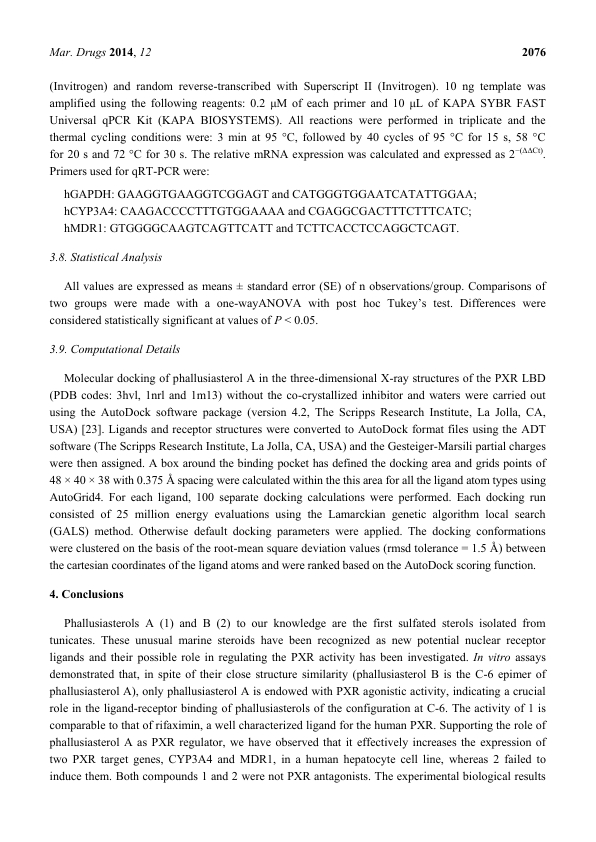 Mar. Drugs 2014, 12 2076
(Invitrogen) and random reverse-transcribed with Superscript II (Invitrogen). 10 ng template was
amplified using the following reagents: 0.2 μM of each primer and 10 μL of KAPA SYBR FAST
Universal qPCR Kit (KAPA BIOSYSTEMS). All reactions were performed in triplicate and the
thermal cycling conditions were: 3 min at 95 °C, followed by 40 cycles of 95 °C for 15 s, 58 °C
for 20 s and 72 °C for 30 s. The relative mRNA expression was calculated and expressed as 2−(ΔΔCt).
Primers used for qRT-PCR were:
hGAPDH: GAAGGTGAAGGTCGGAGT and CATGGGTGGAATCATATTGGAA;
hCYP3A4: CAAGACCCCTTTGTGGAAAA and CGAGGCGACTTTCTTTCATC;
hMDR1: GTGGGGCAAGTCAGTTCATT and TCTTCACCTCCAGGCTCAGT.
3.8. Statistical Analysis
All values are expressed as means ± standard error (SE) of n observations/group. Comparisons of
two groups were made with a one-wayANOVA with post hoc Tukey’s test. Differences were
considered statistically significant at values of P < 0.05.
3.9. Computational Details
Molecular docking of phallusiasterol A in the three-dimensional X-ray structures of the PXR LBD
(PDB codes: 3hvl, 1nrl and 1m13) without the co-crystallized inhibitor and waters were carried out
using the AutoDock software package (version 4.2, The Scripps Research Institute, La Jolla, CA,
USA) [23]. Ligands and receptor structures were converted to AutoDock format files using the ADT
software (The Scripps Research Institute, La Jolla, CA, USA) and the Gesteiger-Marsili partial charges
were then assigned. A box around the binding pocket has defined the docking area and grids points of
48 × 40 × 38 with 0.375 Å spacing were calculated within the this area for all the ligand atom types using
AutoGrid4. For each ligand, 100 separate docking calculations were performed. Each docking run
consisted of 25 million energy evaluations using the Lamarckian genetic algorithm local search
(GALS) method. Otherwise default docking parameters were applied. The docking conformations
were clustered on the basis of the root-mean square deviation values (rmsd tolerance = 1.5 Å) between
the cartesian coordinates of the ligand atoms and were ranked based on the AutoDock scoring function.
4. Conclusions
Phallusiasterols A (1) and B (2) to our knowledge are the first sulfated sterols isolated from
tunicates. These unusual marine steroids have been recognized as new potential nuclear receptor
ligands and their possible role in regulating the PXR activity has been investigated. In vitro assays
demonstrated that, in spite of their close structure similarity (phallusiasterol B is the C-6 epimer of
phallusiasterol A), only phallusiasterol A is endowed with PXR agonistic activity, indicating a crucial
role in the ligand-receptor binding of phallusiasterols of the configuration at C-6. The activity of 1 is
comparable to that of rifaximin, a well characterized ligand for the human PXR. Supporting the role of
phallusiasterol A as PXR regulator, we have observed that it effectively increases the expression of
two PXR target genes, CYP3A4 and MDR1, in a human hepatocyte cell line, whereas 2 failed to
induce them. Both compounds 1 and 2 were not PXR antagonists. The experimental biological results